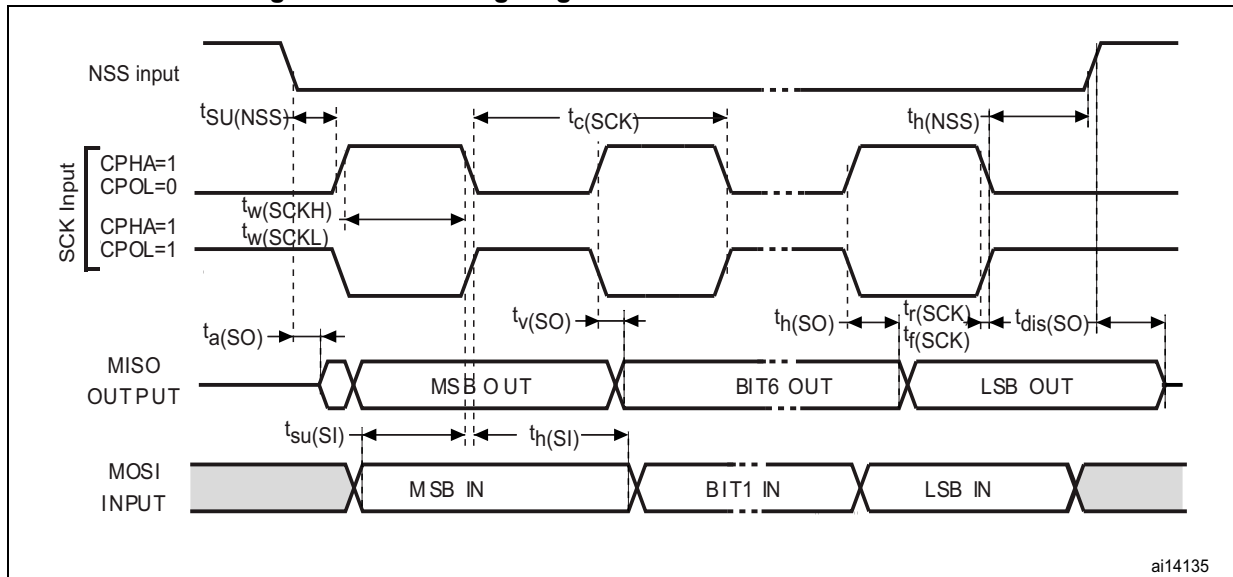 NSS input
tSU(NSS)
tc(SCK)
th(NSS)
SCK Input
CPHA=1
CPOL=0
tw(SCKH)
CPHA=1
tw(SCKL)
CPOL=1
tv(SO)
th(SO)
tr(SCK)
tf(SCK)
tdis(SO)
ta(SO)
MISO
OUTPUT
MSB OUT
BIT6 OUT
LSB OUT
tsu(SI)
th(SI)
MOSI
INPUT
MSB IN
BIT1 IN
LSB IN
ai14135